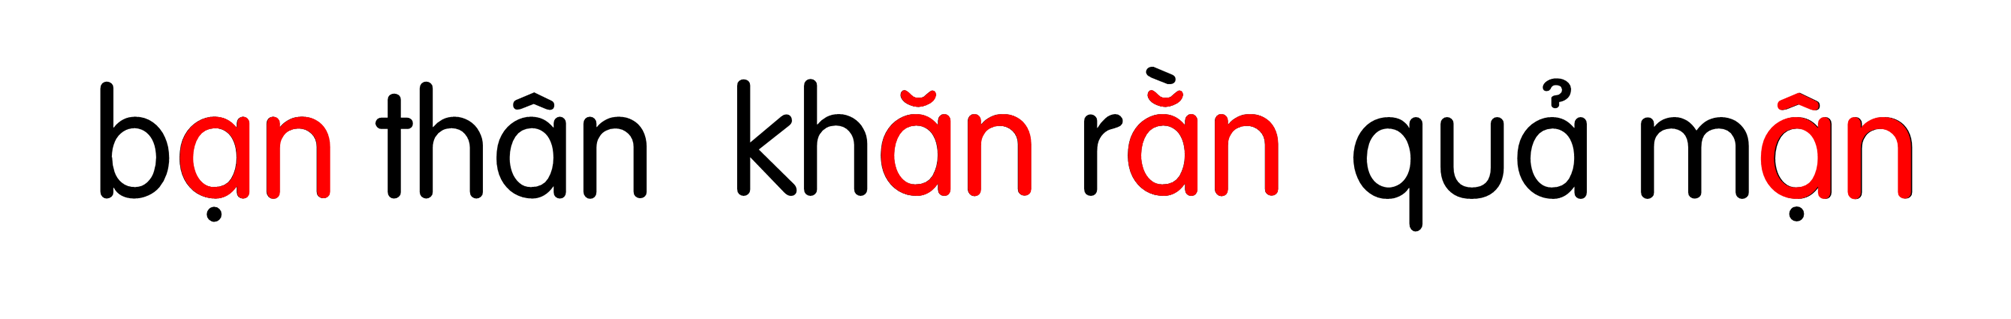 bạn thân khăn rằn quả mận